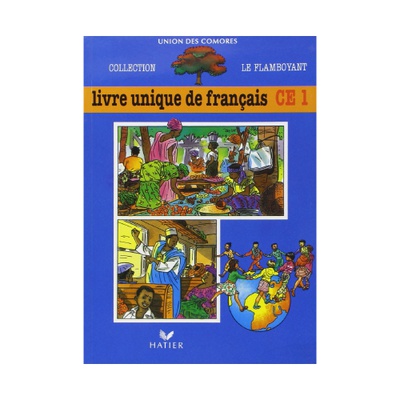 UNION DES COMORES
COLLECTION LE FLAMBOYANT
livre unique de français CE 1
HATIER